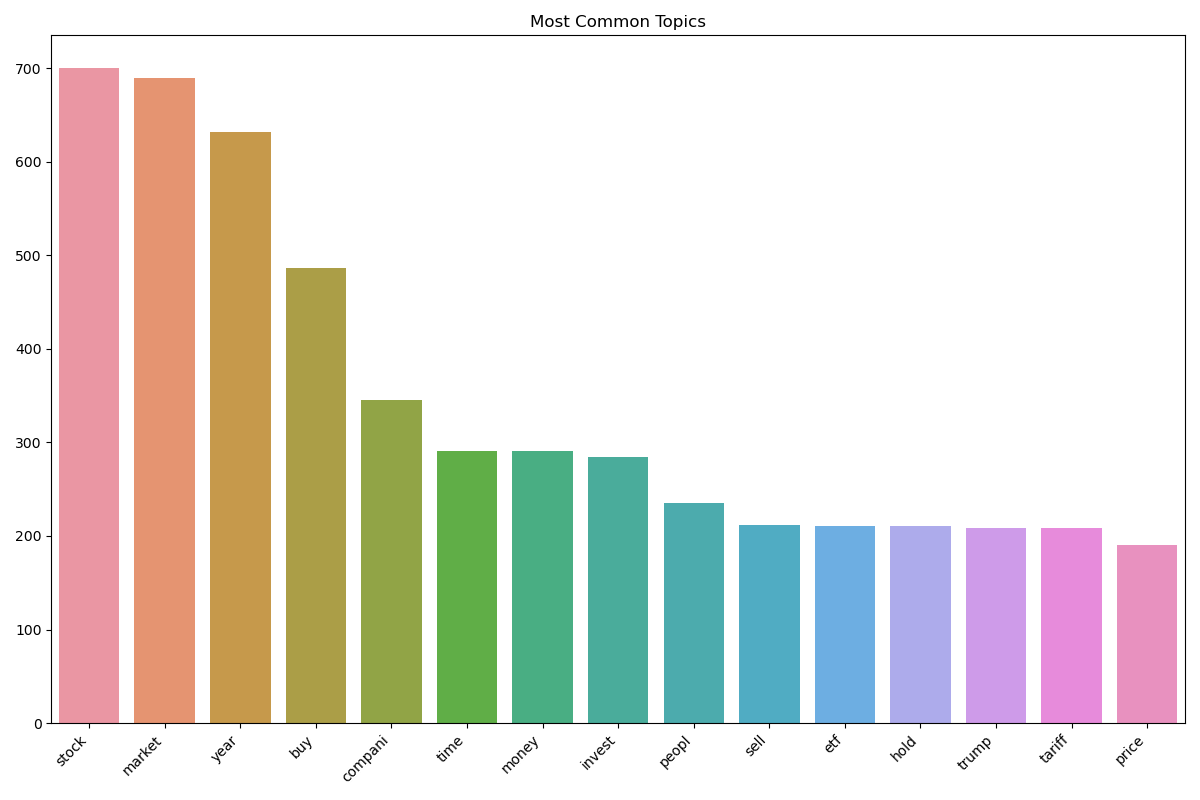 Most Common Topics
700
600
500
400
300
200
100
0
stock
market
year
buy
compani
time
money
invest
peopl
sell
etf
hold
trump
tariff
price